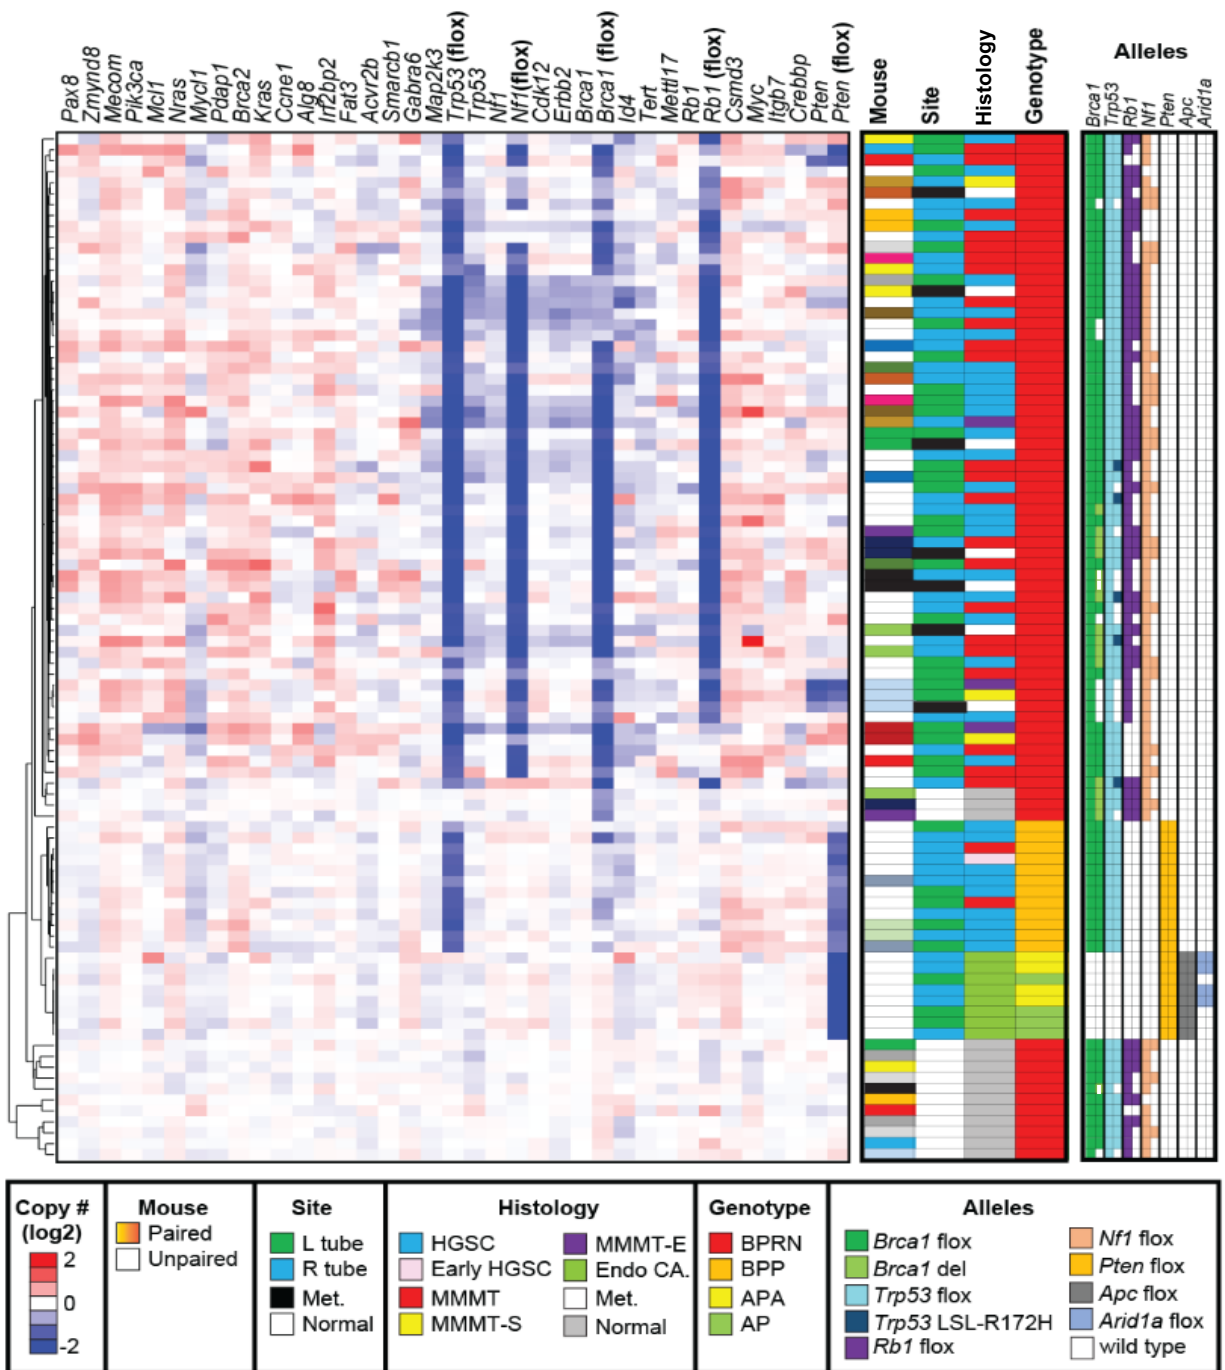 Pax8
Zmynd8
Mecom
Pik3ca
Mcl1
Nras
Mycl1
Pdap1
Brca2
Kras
Ccne1
Alg8
Ir2bp2
Fat3
Acvr2b
Smarcb1
Gabra6
Map2k3
Trp53 (flox)
Trp53
Nf1
Nf1(flox)
Cdk12
Erbb2
Brca1
Brca1 (flox)
Id4
Tert
Mettl17
Rb1
Rb1 (flox)
Csmd3
Myc
Itgb7
Crebbp
Pten
Pten (flox)
Mouse
Site
Histology
Genotype
Alleles
Brca1
Trp53
Rb1
Nf1
Pten
Apc
Arid1a
Copy #
(log2)
2
0
-2
Mouse
Paired
Unpaired
Site
L tube
R tube
Met.
Normal
Histology
HGSC
Early HGSC
MMMT
MMMT-S
MMMT-E
Endo CA.
Met.
Normal
Genotype
BPRN
BPP
APA
AP
Alleles
Brca1 flox
Brca1 del
Trp53 flox
Trp53 LSL-R172H
Rb1 flox
Nf1 flox
Pten flox
Apc flox
Arid1a flox
wild type